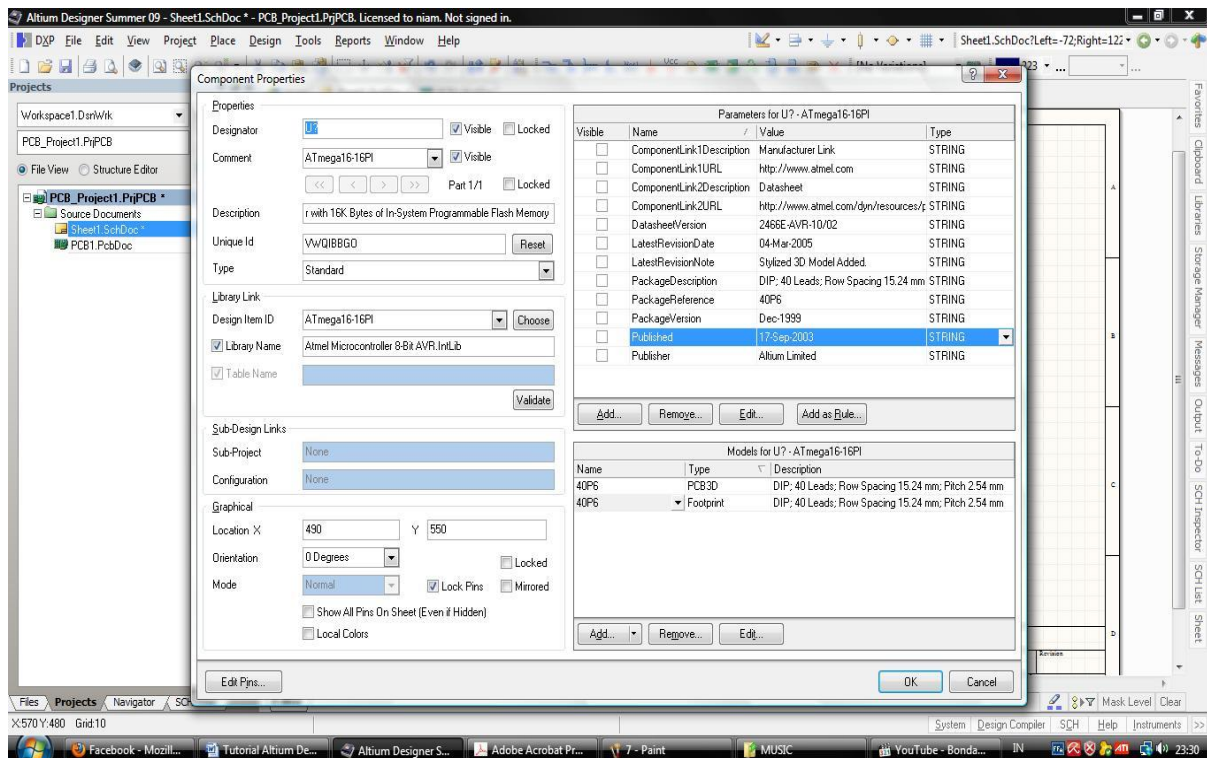 Altium Designer Summer 09 - Sheet1.SchDoc * - PCB_Project1.PrjPCB. Licensed to niam. Not signed in.
DXP File Edit View Project Place Design Tools Reports Window Help
Sheet1.SchDoc?Left=-72;Right=122
Projects
Workspace1.DsnWrk
PCB_Project1.PrjPCB
File View Structure Editor
PCB_Project1.PrjPCB *
Source Documents
Sheet1.SchDoc *
PCB1.PcbDoc
Component Properties
Properties
Designator U? Visible Locked
Comment ATmega16-16PI Visible
<< < > >> Part 1/1 Locked
Description r with 16K Bytes of In-System Programmable Flash Memory
Unique Id VWQIBBGO Reset
Type Standard
Library Link
Design Item ID ATmega16-16PI Choose
Library Name Atmel Microcontroller 8-Bit AVR.IntLib
Table Name
Validate
Sub-Design Links
Sub-Project None
Configuration None
Graphical
Location X 490 Y 550
Orientation 0 Degrees Locked
Mode Normal Lock Pins Mirrored
Show All Pins On Sheet (Even if Hidden)
Local Colors
Parameters for U? - ATmega16-16PI
Visible Name / Value Type
ComponentLink1Description Manufacturer Link STRING
ComponentLink1URL http://www.atmel.com STRING
ComponentLink2Description Datasheet STRING
ComponentLink2URL http://www.atmel.com/dyn/resources/p STRING
DatasheetVersion 2466E-AVR-10/02 STRING
LatestRevisionDate 04-Mar-2005 STRING
LatestRevisionNote Stylized 3D Model Added. STRING
PackageDescription DIP; 40 Leads; Row Spacing 15.24 mm STRING
PackageReference 40P6 STRING
PackageVersion Dec-1999 STRING
Published 17-Sep-2003 STRING
Publisher Altium Limited STRING
Add... Remove... Edit... Add as Rule...
Models for U? - ATmega16-16PI
Name Type Description
40P6 PCB3D DIP; 40 Leads; Row Spacing 15.24 mm; Pitch 2.54 mm
40P6 Footprint DIP; 40 Leads; Row Spacing 15.24 mm; Pitch 2.54 mm
Add... Remove... Edit...
Edit Pins... OK Cancel
A
B
C
D
Revision
Favorites
Clipboard
Libraries
Storage Manager
Messages
Output
To-Do
SCH Inspector
SCH List
Sheet
Files Projects Navigator
Mask Level Clear
X:570 Y:480 Grid:10
System Design Compiler SCH Help Instruments >>
Facebook - Mozill... Tutorial Altium De... Altium Designer S... Adobe Acrobat Pr... 7 - Paint MUSIC YouTube - Bonda... IN 23:30